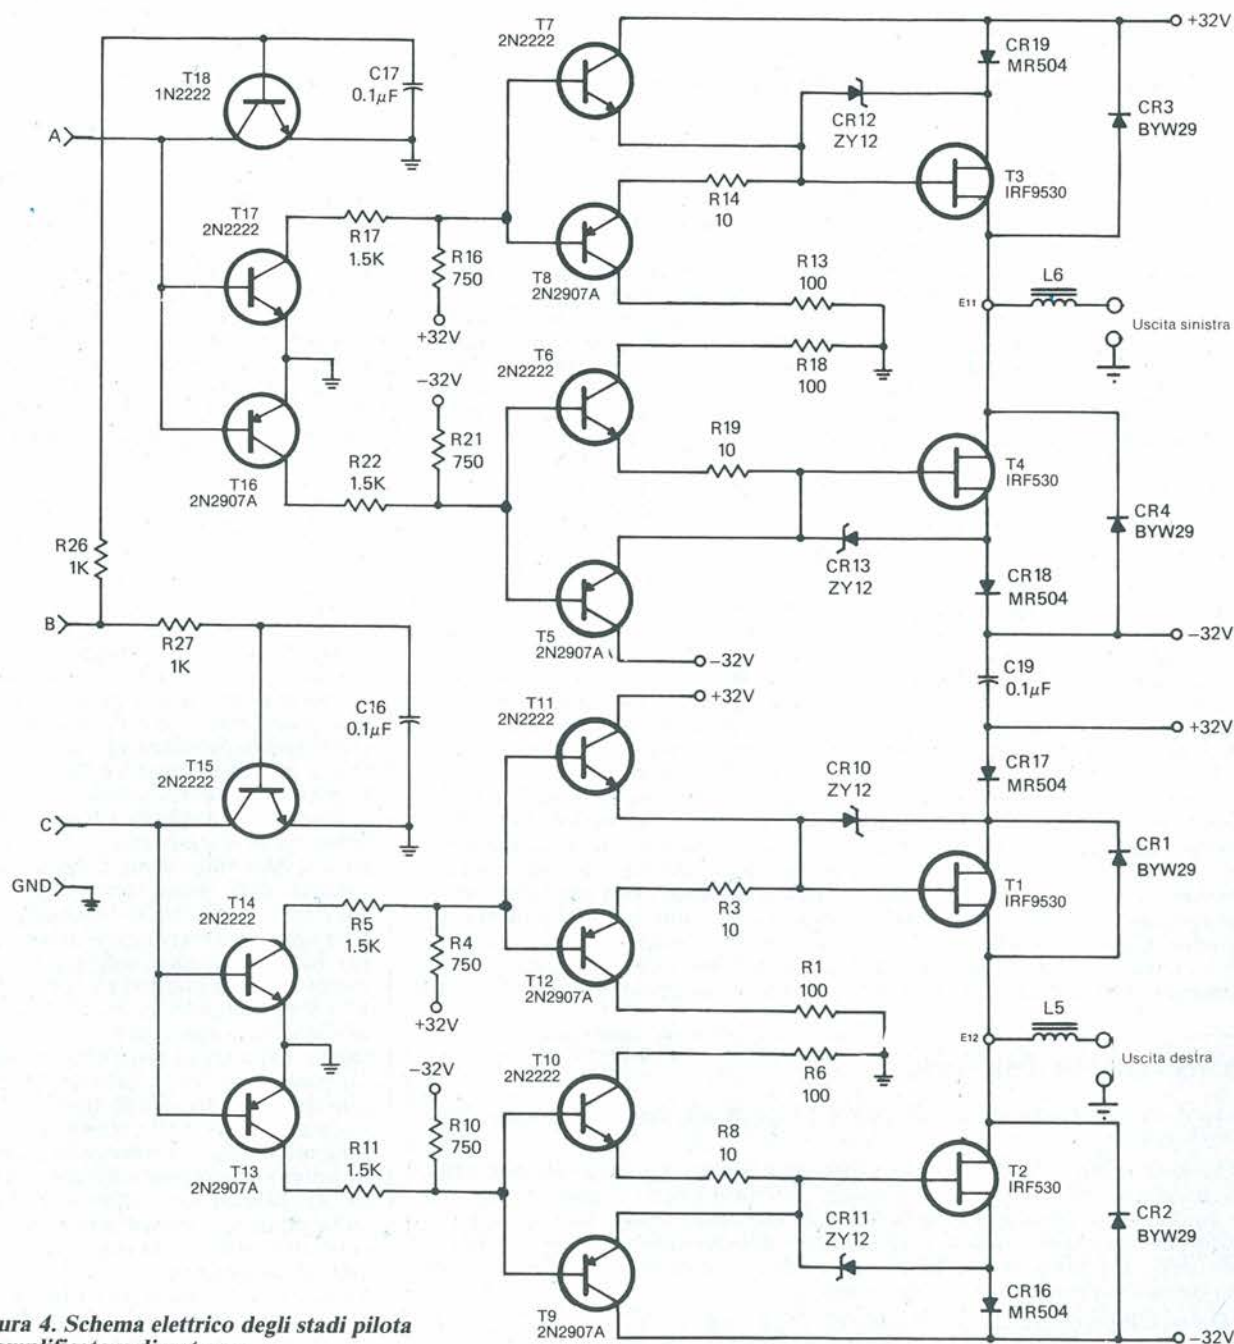 T7
2N2222
+32V
CR19
MR504
T18
1N2222
C17
0.1µF
CR12
ZY12
CR3
BYW29
A
T3
IRF9530
T17
2N2222
R17
1.5K
R14
10
R16
750
+32V
T8
2N2907A
R13
100
E11
L6
Uscita sinistra
T6
2N2222
R18
100
−32V
R21
750
R19
10
T16
2N2907A
R22
1.5K
T4
IRF530
R26
1K
CR13
ZY12
CR4
BYW29
CR18
MR504
B
R27
1K
T5
2N2907A
−32V
−32V
C19
0.1µF
+32V
T11
2N2222
+32V
C16
0.1µF
T15
2N2222
CR10
ZY12
CR17
MR504
C
CR1
BYW29
GND
T14
2N2222
R5
1.5K
R3
10
T1
IRF9530
R4
750
+32V
T12
2N2907A
R1
100
E12
L5
Uscita destra
−32V
T10
2N2222
R6
100
R10
750
R8
10
T13
2N2907A
R11
1.5K
T2
IRF530
CR11
ZY12
CR2
BYW29
CR16
MR504
T9
2N2907A
−32V
ura 4. Schema elettrico degli stadi pilota